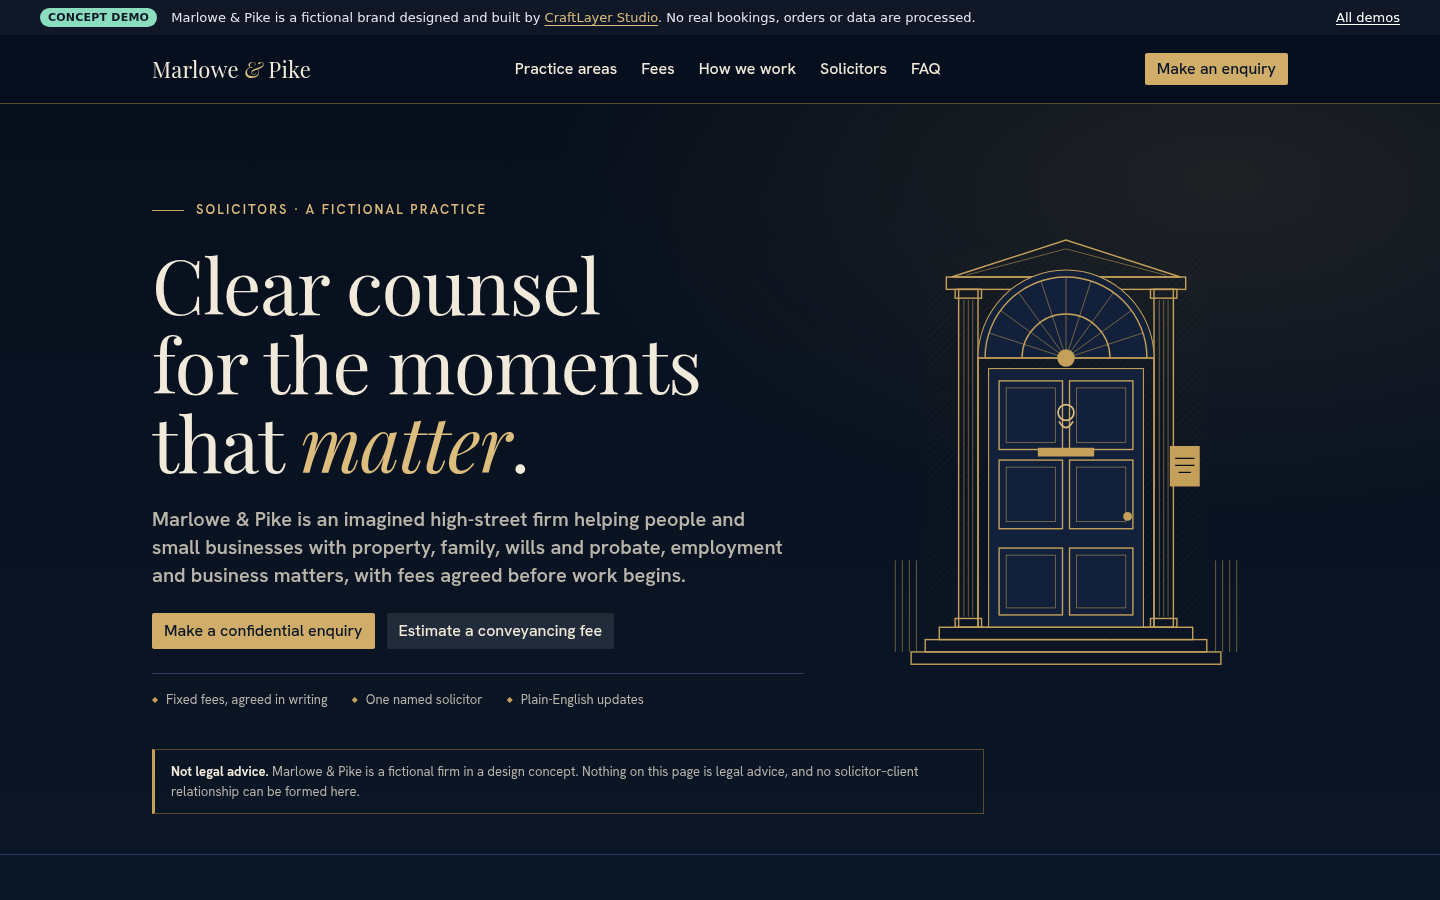 CONCEPT DEMO Marlowe & Pike is a fictional brand designed and built by CraftLayer Studio. No real bookings, orders or data are processed. All demos
Marlowe & Pike Practice areas Fees How we work Solicitors FAQ Make an enquiry
SOLICITORS · A FICTIONAL PRACTICE
Clear counsel
for the moments
that matter.
Marlowe & Pike is an imagined high-street firm helping people and
small businesses with property, family, wills and probate, employment
and business matters, with fees agreed before work begins.
Make a confidential enquiry Estimate a conveyancing fee
Fixed fees, agreed in writing One named solicitor Plain-English updates
Not legal advice. Marlowe & Pike is a fictional firm in a design concept. Nothing on this page is legal advice, and no solicitor–client
relationship can be formed here.